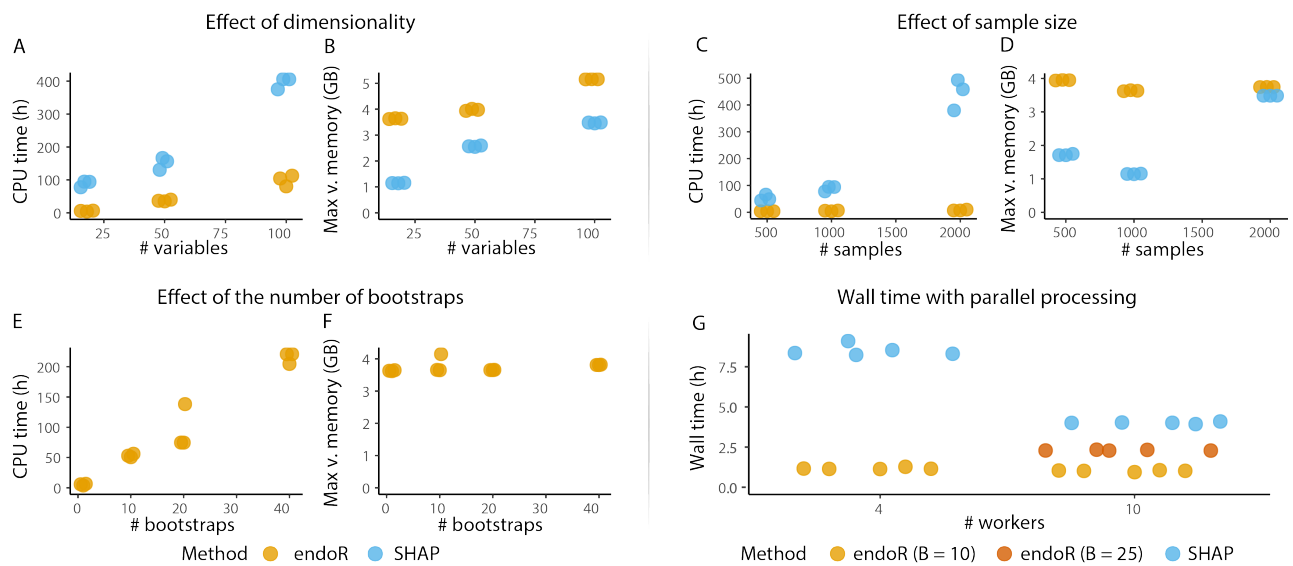 Effect of dimensionality
Effect of sample size
A
B
C
D
CPU time (h)
400
300
200
100
0
25
50
75
100
# variables
Max v. memory (GB)
5
4
3
2
1
0
25
50
75
100
# variables
CPU time (h)
500
400
300
200
100
0
500
1000
1500
2000
# samples
Max v. memory (GB)
4
3
2
1
0
500
1000
1500
2000
# samples
Effect of the number of bootstraps
Wall time with parallel processing
E
F
G
CPU time (h)
200
150
100
50
0
0
10
20
30
40
# bootstraps
Max v. memory (GB)
4
3
2
1
0
0
10
20
30
40
# bootstraps
Wall time (h)
7.5
5.0
2.5
0.0
4
10
# workers
Method endoR SHAP
Method endoR (B = 10) endoR (B = 25) SHAP